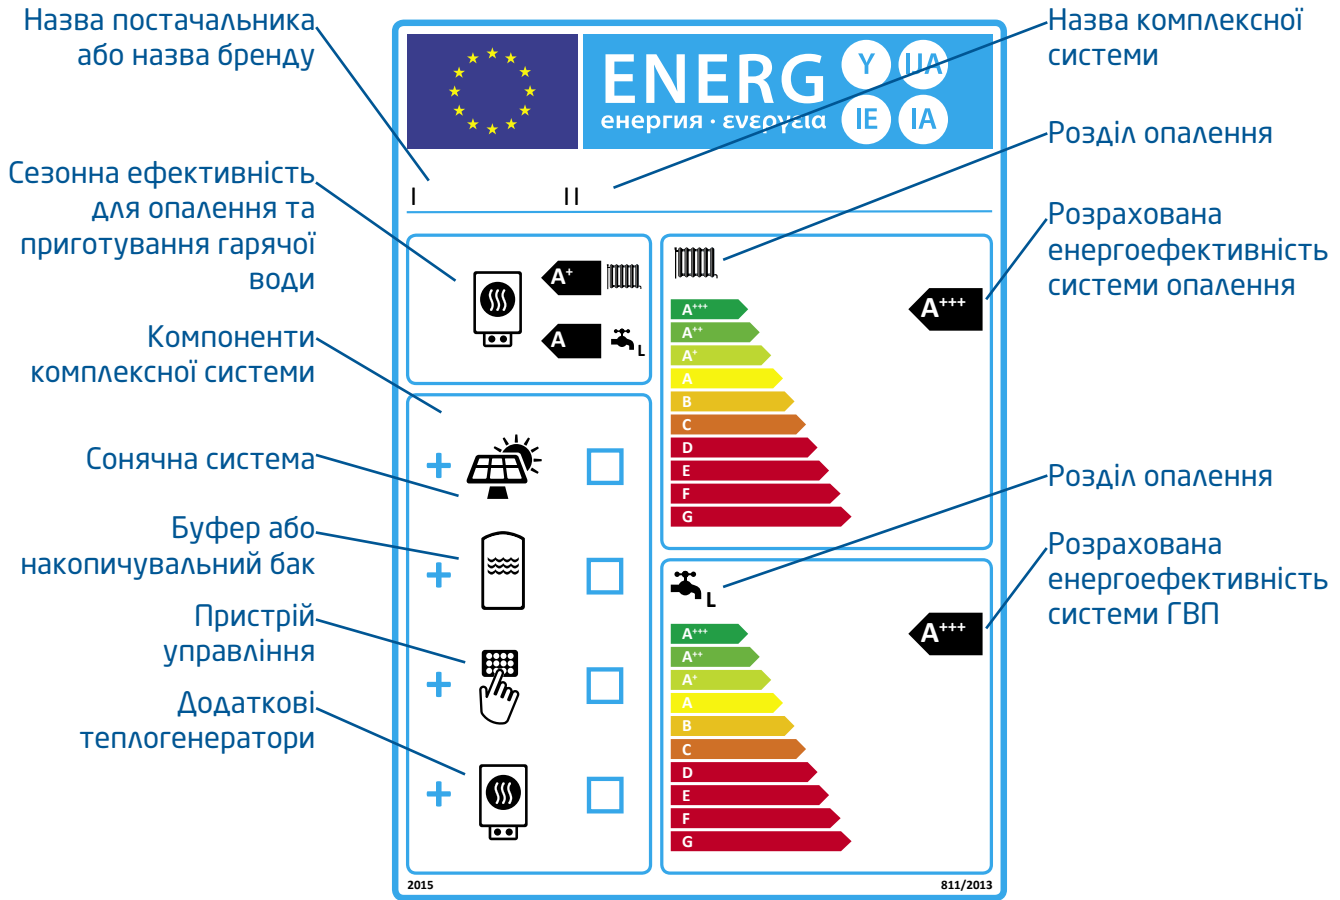 Назва постачальника
або назва бренду
Сезонна ефективність
для опалення та
приготування гарячої
води
Компоненти
комплексної системи
Сонячна система
Буфер або
накопичувальний бак
Пристрій
управління
Додаткові
теплогенератори
ENERG
енергия · ενεργεια
Y
UA
IE
IA
I
II
A+
A
L
A+++
A++
A+
A
B
C
D
E
F
G
A+++
L
A+++
A++
A+
A
B
C
D
E
F
G
A+++
2015
811/2013
Назва комплексної
системи
Розділ опалення
Розрахована
енергоефективність
системи опалення
Розділ опалення
Розрахована
енергоефективність
системи ГВП